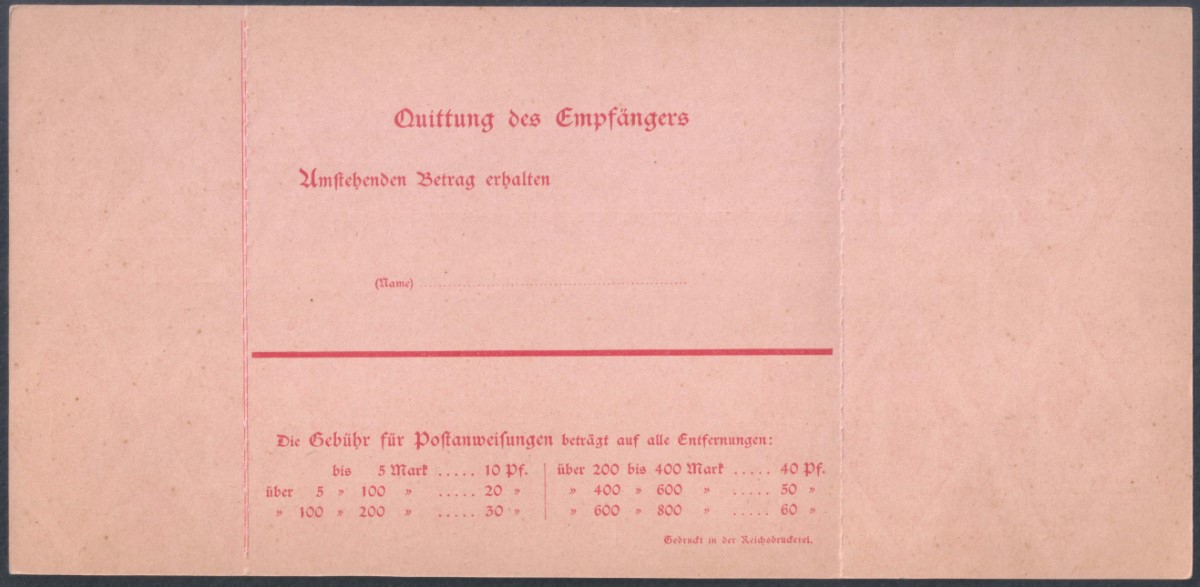 Quittung des Empfängers
Umstehenden Betrag erhalten
(Name) ........................................................
Die Gebühr für Postanweisungen beträgt auf alle Entfernungen:
bis 5 Mark ..... 10 Pf.
über 5 „ 100 „ ..... 20 „
„ 100 „ 200 „ ..... 30 „
über 200 bis 400 Mark ..... 40 Pf.
„ 400 „ 600 „ ..... 50 „
„ 600 „ 800 „ ..... 60 „
Gedruckt in der Reichsdruckerei.